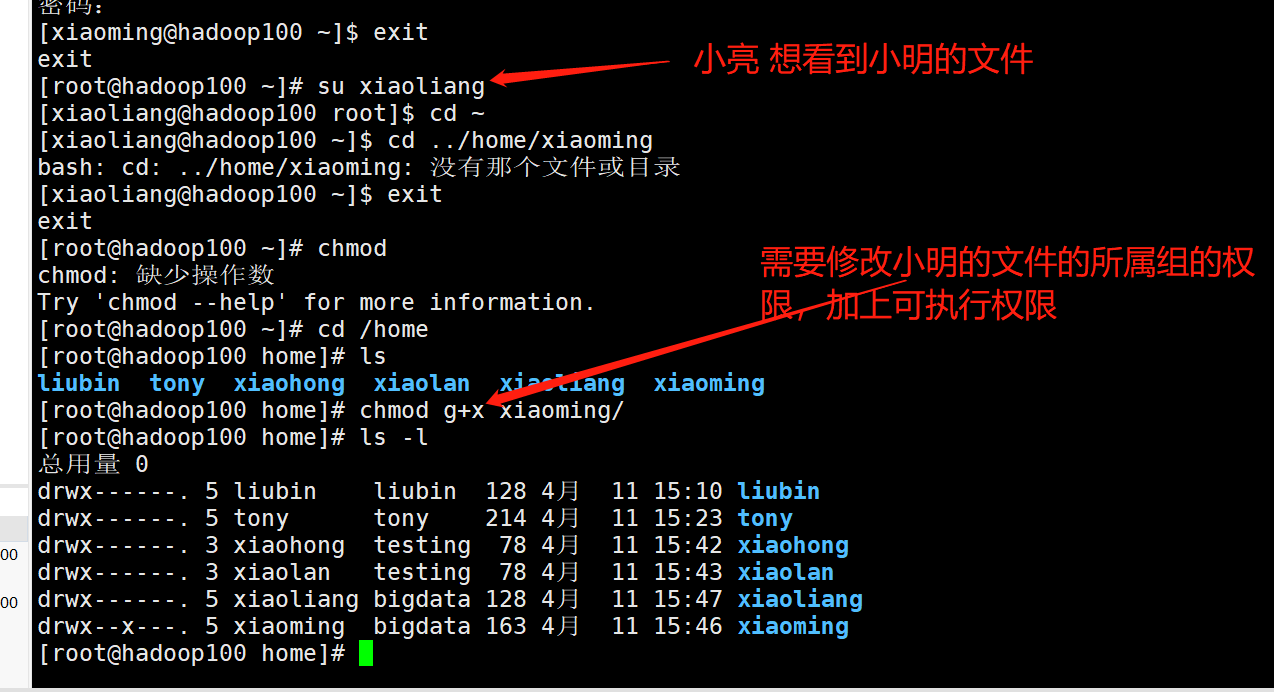 密码:
[xiaoming@hadoop100 ~]$ exit
exit
小亮 想看到小明的文件
[root@hadoop100 ~]# su xiaoliang
[xiaoliang@hadoop100 root]$ cd ~
[xiaoliang@hadoop100 ~]$ cd ../home/xiaoming
bash: cd: ../home/xiaoming: 没有那个文件或目录
[xiaoliang@hadoop100 ~]$ exit
exit
[root@hadoop100 ~]# chmod
chmod: 缺少操作数
需要修改小明的文件的所属组的权
限，加上可执行权限
Try 'chmod --help' for more information.
[root@hadoop100 ~]# cd /home
[root@hadoop100 home]# ls
liubin  tony  xiaohong  xiaolan  xiaoliang  xiaoming
[root@hadoop100 home]# chmod g+x xiaoming/
[root@hadoop100 home]# ls -l
总用量 0
drwx------. 5 liubin    liubin  128 4月  11 15:10 liubin
drwx------. 5 tony      tony    214 4月  11 15:23 tony
drwx------. 3 xiaohong  testing  78 4月  11 15:42 xiaohong
drwx------. 3 xiaolan   testing  78 4月  11 15:43 xiaolan
drwx------. 5 xiaoliang bigdata 128 4月  11 15:47 xiaoliang
drwx--x---. 5 xiaoming  bigdata 163 4月  11 15:46 xiaoming
[root@hadoop100 home]#
00
00